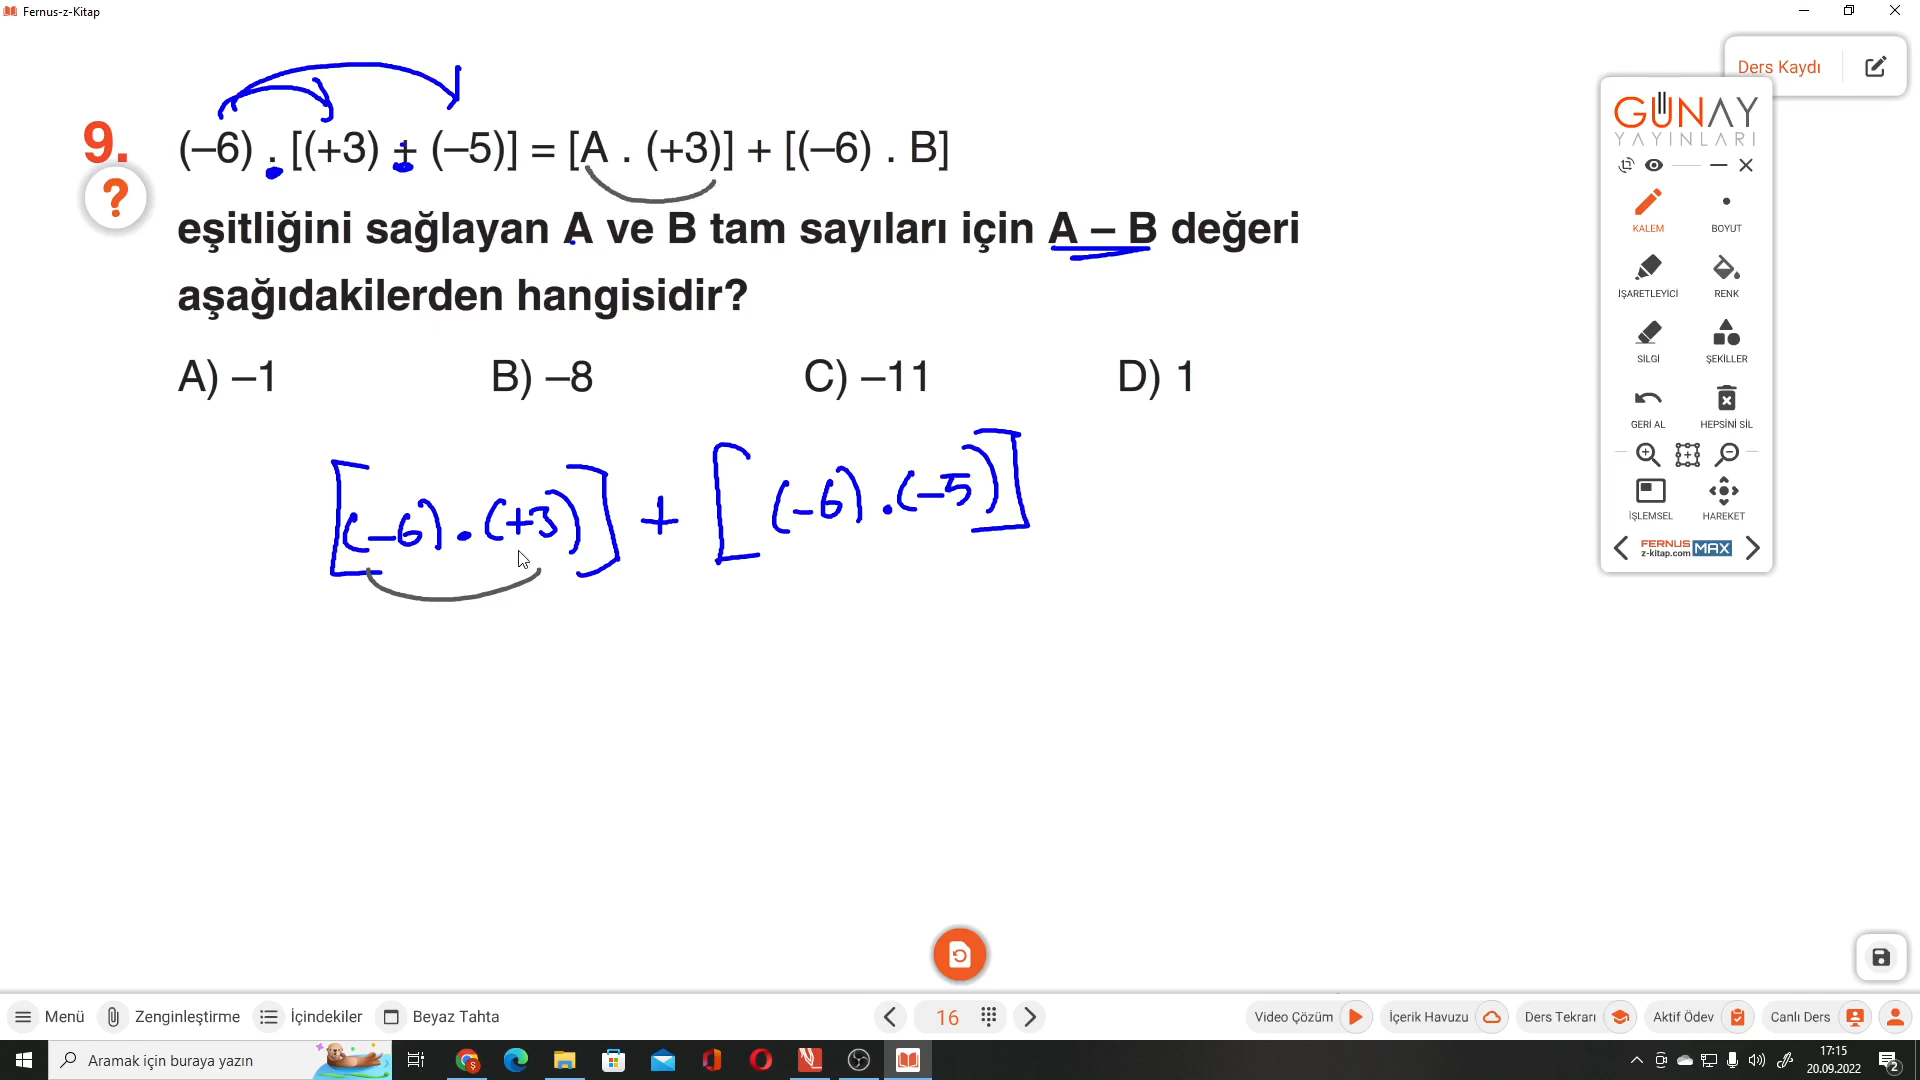 Fernus-z-Kitap
Ders Kaydı
9. (–6) . [(+3) + (–5)] = [A . (+3)] + [(–6) . B]
?
eşitliğini sağlayan A ve B tam sayıları için A – B değeri
aşağıdakilerden hangisidir?
A) –1 B) –8 C) –11 D) 1
[(-6).(+3)] + [(-6).(-5)]
GÜNAY
YAYINLARI
KALEM BOYUT
İŞARETLEYİCİ RENK
SİLGİ ŞEKİLLER
GERİ AL HEPSİNİ SİL
İŞLEMSEL HAREKET
FERNUS
z-kitap.com MAX
Menü Zenginleştirme İçindekiler Beyaz Tahta 16 Video Çözüm İçerik Havuzu Ders Tekrarı Aktif Ödev Canlı Ders
Aramak için buraya yazın
17:15
20.09.2022
2